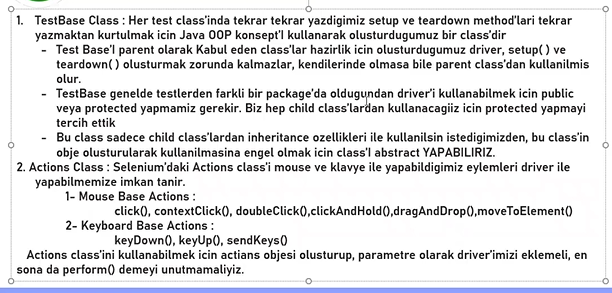 1. TestBase Class : Her test class'inda tekrar tekrar yazdigimiz setup ve teardown method'lari tekrar
yazmaktan kurtulmak icin Java OOP konsept'I kullanarak olusturdugumuz bir class'dir
- Test Base'I parent olarak Kabul eden class'lar hazirlik icin olusturdugumuz driver, setup( ) ve
teardown( ) olusturmak zorunda kalmazlar, kendilerinde olmasa bile parent class'dan kullanilmis
olur.
- TestBase genelde testlerden farkli bir package'da oldugundan driver'i kullanabilmek icin public
veya protected yapmamiz gerekir. Biz hep child class'lardan kullanacagiiz icin protected yapmayi
tercih ettik
- Bu class sadece child class'lardan inheritance ozellikleri ile kullanilsin istedigimizden, bu class'in
obje olusturularak kullanilmasina engel olmak icin class'I abstract YAPABILIRIZ.
2. Actions Class : Selenium'daki Actions class'i mouse ve klavye ile yapabildigimiz eylemleri driver ile
yapabilmemize imkan tanir.
1- Mouse Base Actions :
click(), contextClick(), doubleClick(),clickAndHold(),dragAndDrop(),moveToElement()
2- Keyboard Base Actions :
keyDown(), keyUp(), sendKeys()
Actions class'ini kullanabilmek icin actians objesi olusturup, parametre olarak driver'imizi eklemeli, en
sona da perform() demeyi unutmamaliyiz.